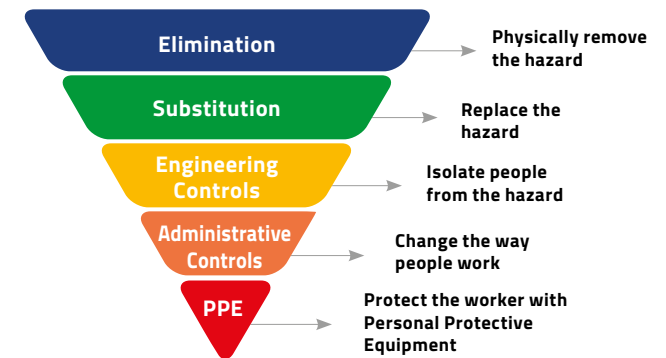 Elimination
Physically remove
the hazard
Substitution
Replace the
hazard
Engineering
Controls
Isolate people
from the hazard
Administrative
Controls
Change the way
people work
PPE
Protect the worker with
Personal Protective
Equipment